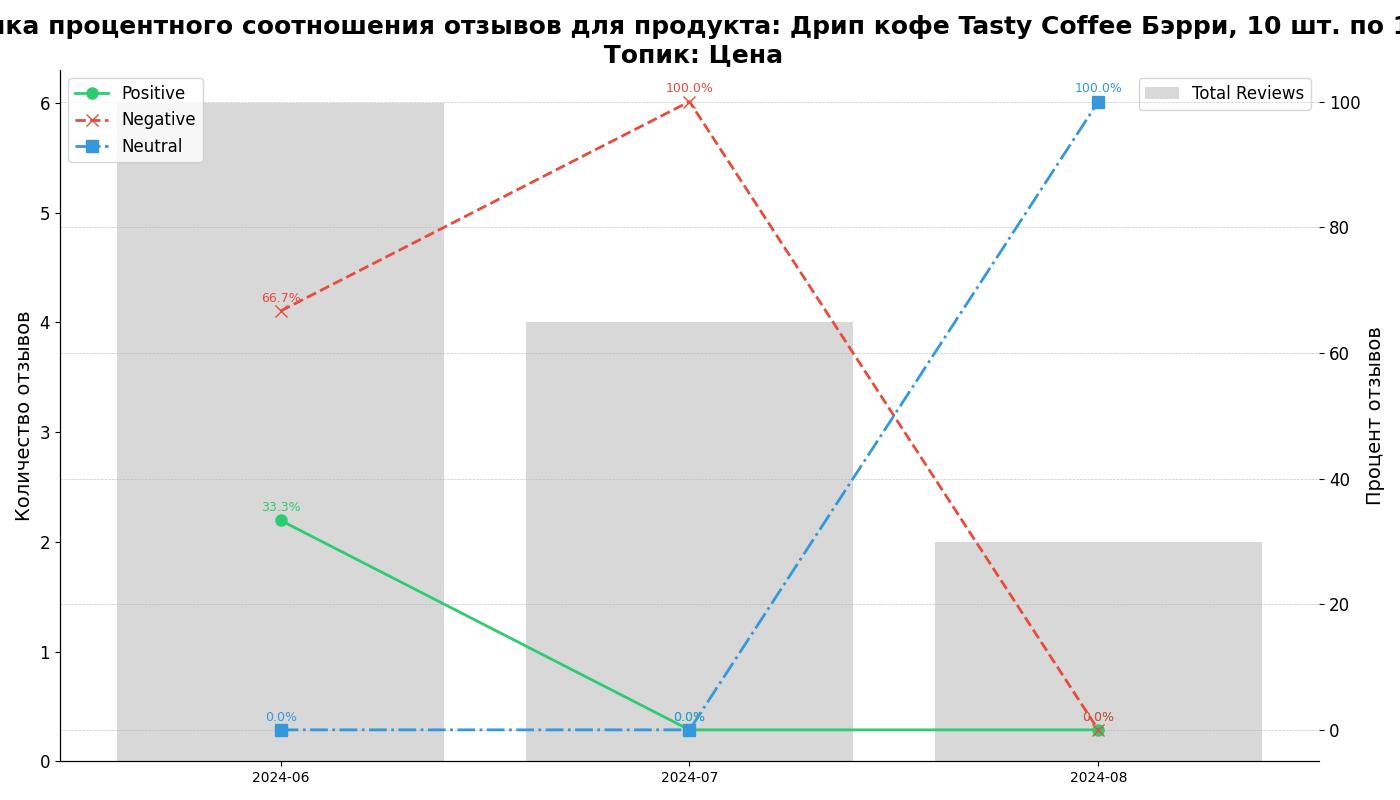 процентного соотношения отзывов для продукта: Дрип кофе Tasty Coffee Бэрри, 10 шт. по
Топик: Цена
Positive
Negative
Neutral
Total Reviews
Количество отзывов
Процент отзывов
6
5
4
3
2
1
0
100
80
60
40
20
0
66.7%
100.0%
100.0%
33.3%
0.0%
0.0%
0.0%
2024-06
2024-07
2024-08